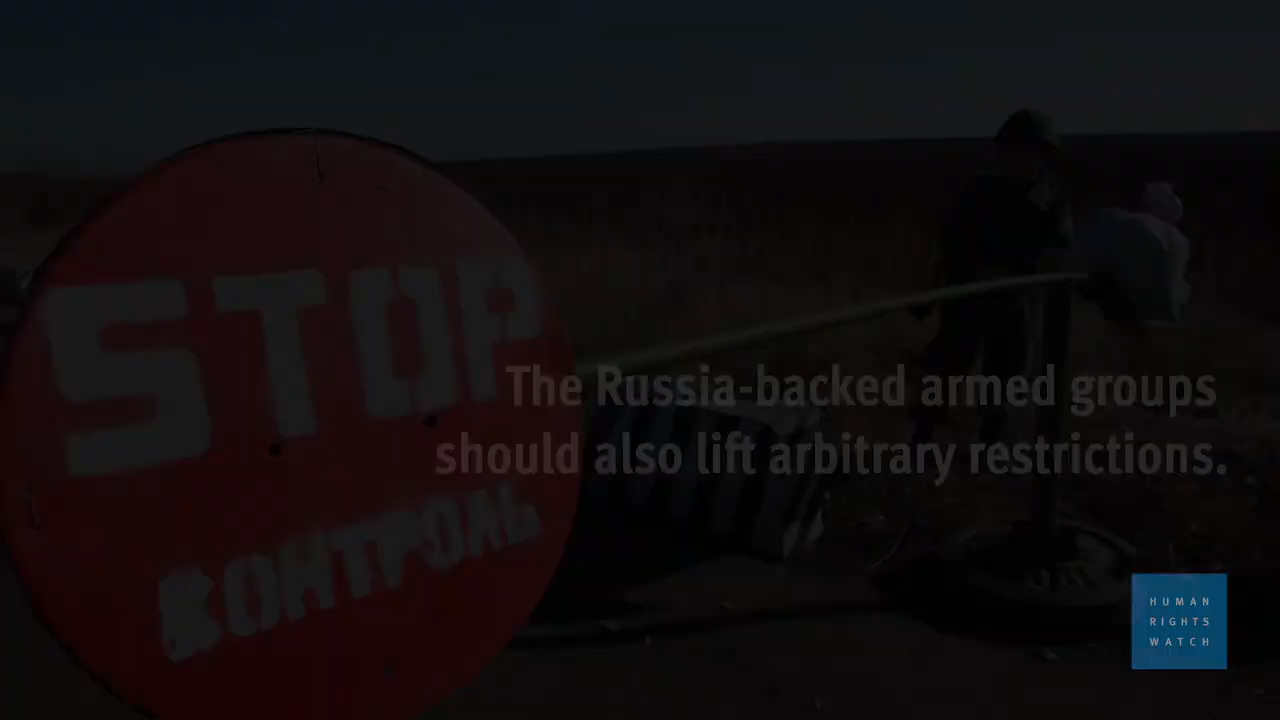 STOP
КОНТРОЛЬ
The Russia-backed armed groups
should also lift arbitrary restrictions.
HUMAN
RIGHTS
WATCH